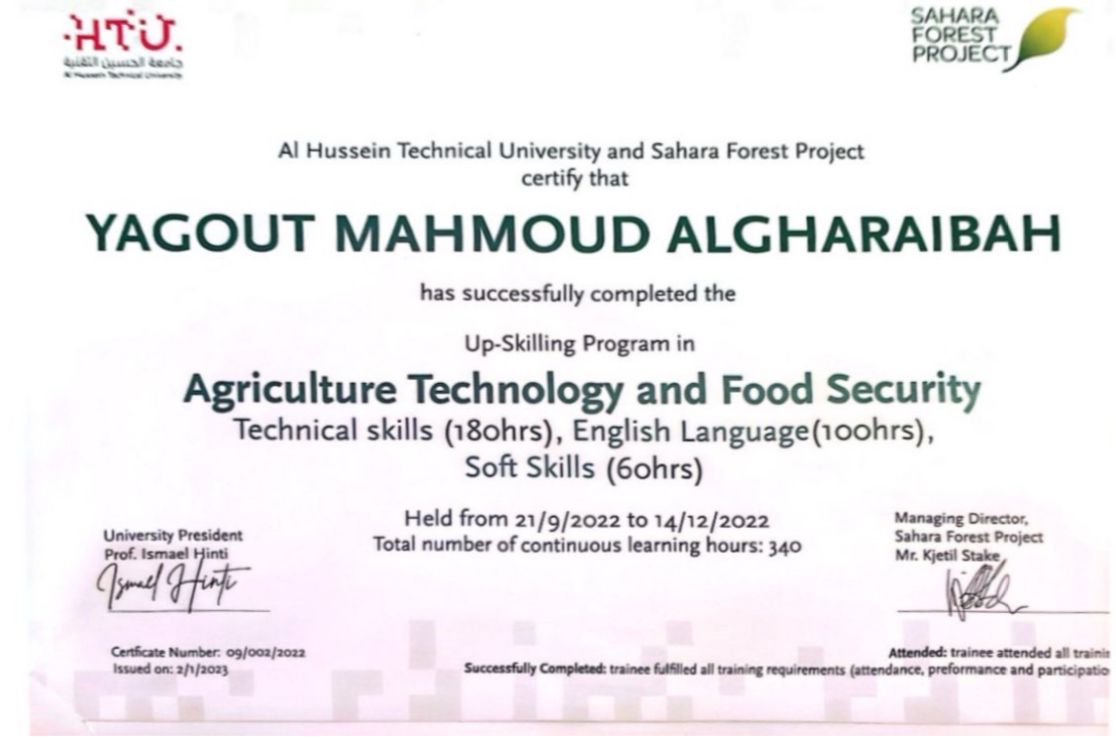 HTU.
جامعة الحسين التقنية
Al Hussein Technical University
SAHARA
FOREST
PROJECT
Al Hussein Technical University and Sahara Forest Project
certify that
YAGOUT MAHMOUD ALGHARAIBAH
has successfully completed the
Up-Skilling Program in
Agriculture Technology and Food Security
Technical skills (180hrs), English Language(100hrs),
Soft Skills (60hrs)
Held from 21/9/2022 to 14/12/2022
Total number of continuous learning hours: 340
University President
Prof. Ismael Hinti
Ismael Hinti
Managing Director,
Sahara Forest Project
Mr. Kjetil Stake
Certficate Number: 09/002/2022
Issued on: 2/1/2023
Attended: trainee attended all trainin
Successfully Completed: trainee fulfilled all training requirements (attendance, preformance and participatio